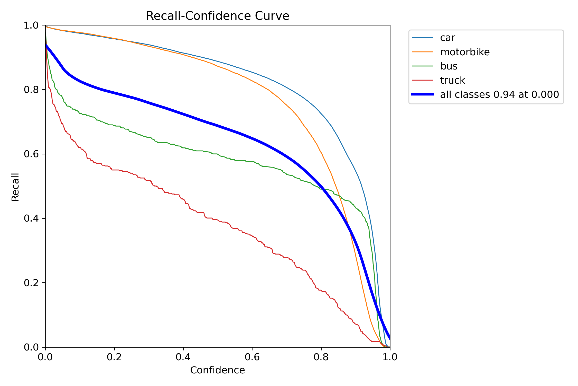 Recall-Confidence Curve
car
motorbike
bus
truck
all classes 0.94 at 0.000
1.0
0.8
0.6
0.4
0.2
0.0
Recall
0.0 0.2 0.4 0.6 0.8 1.0
Confidence